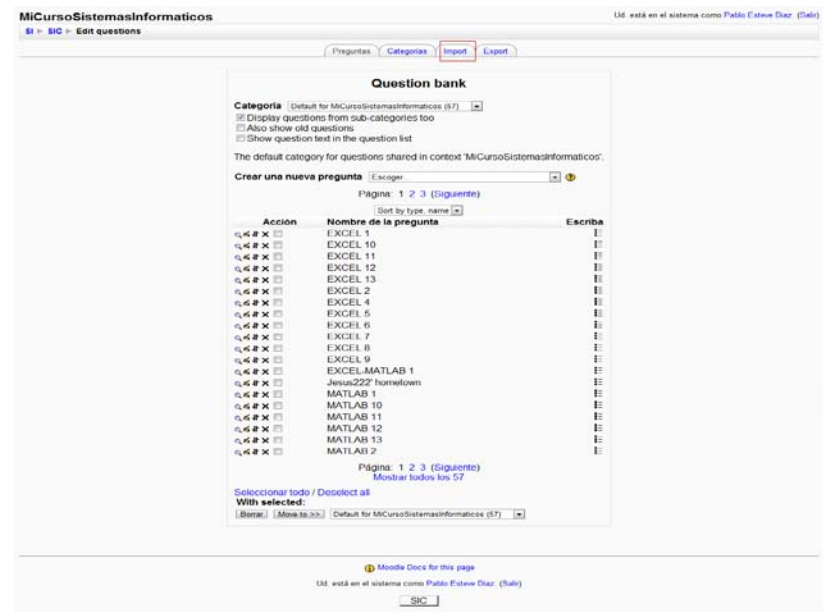 MiCursoSistemasInformaticos
Ud. está en el sistema como Pablo Esteve Diaz. (Salir)
SI ► SIC ► Edit questions
Preguntas Categorías Import Export
Question bank
Categoría Default for MiCursoSistemasInformaticos (57)
Display questions from sub-categories too
Also show old questions
Show question text in the question list
The default category for questions shared in context 'MiCursoSistemasInformaticos'.
Crear una nueva pregunta Escoger...
Página: 1 2 3 (Siguiente)
Sort by type, name
Acción Nombre de la pregunta Escriba
EXCEL 1
EXCEL 10
EXCEL 11
EXCEL 12
EXCEL 13
EXCEL 2
EXCEL 4
EXCEL 5
EXCEL 6
EXCEL 7
EXCEL 8
EXCEL 9
EXCEL-MATLAB 1
Jesus222' hometown
MATLAB 1
MATLAB 10
MATLAB 11
MATLAB 12
MATLAB 13
MATLAB 2
Página: 1 2 3 (Siguiente)
Mostrar todos los 57
Seleccionar todo / Deselect all
With selected:
Borrar Move to >> Default for MiCursoSistemasInformaticos (57)
Moodle Docs for this page
Ud. está en el sistema como Pablo Esteve Diaz. (Salir)
SIC